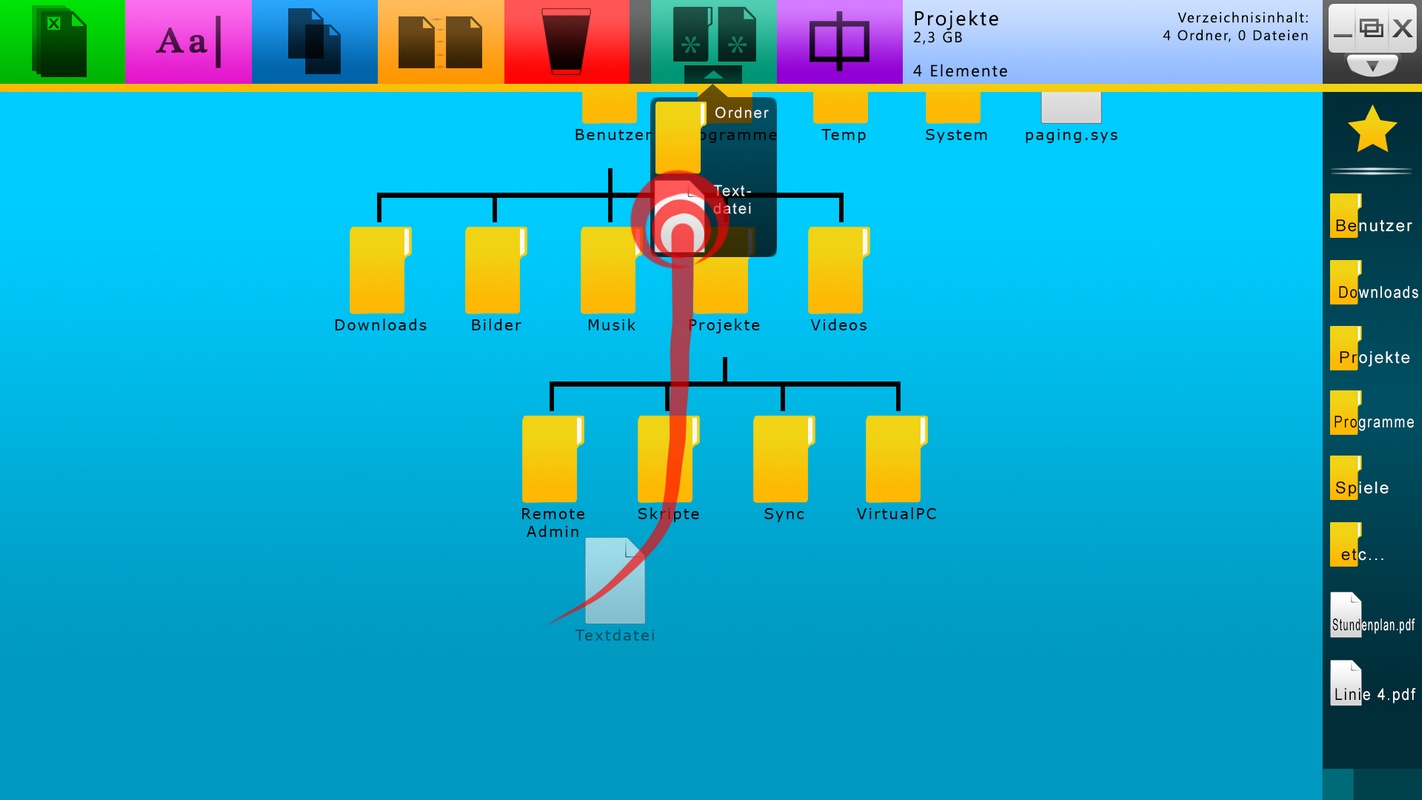 Aa
Projekte
2,3 GB
4 Elemente
Verzeichnisinhalt:
4 Ordner, 0 Dateien
Ordner
Text-
datei
Benutzer
ogramme
Temp
System
paging.sys
Downloads
Bilder
Musik
Projekte
Videos
Remote
Admin
Skripte
Sync
VirtualPC
Textdatei
Benutzer
Downloads
Projekte
Programme
Spiele
etc...
Stundenplan.pdf
Linie 4.pdf